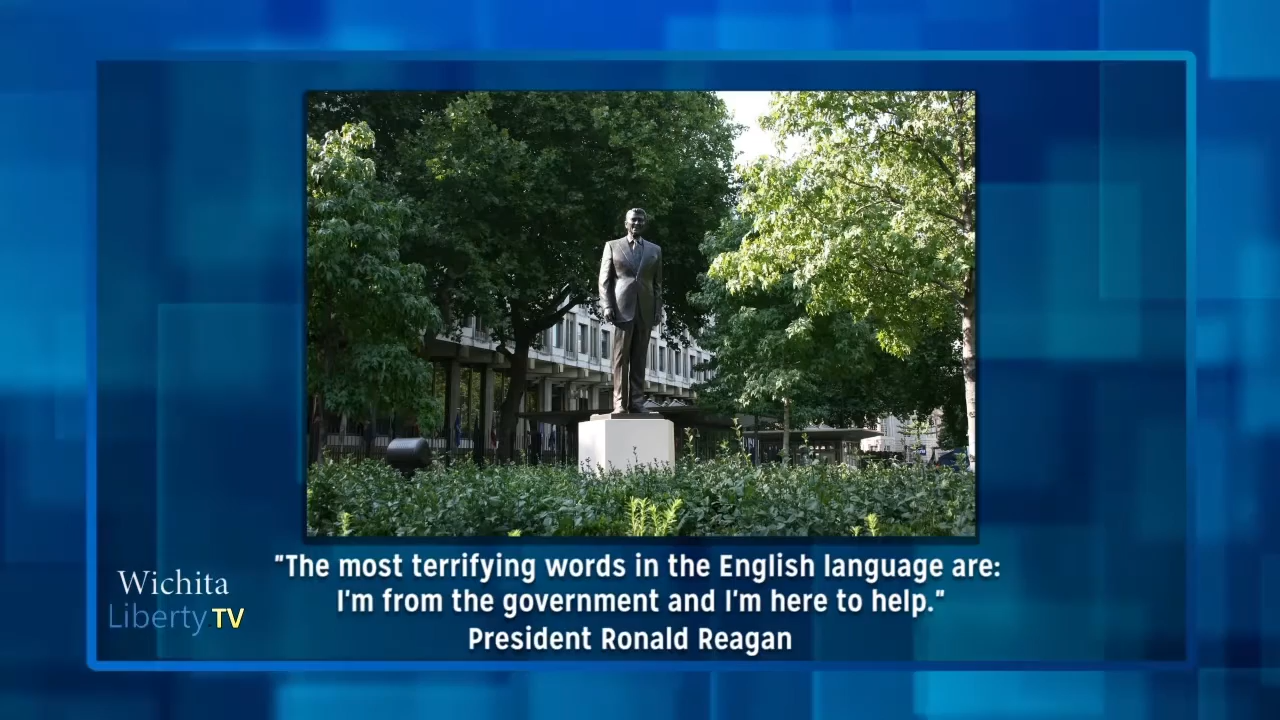 "The most terrifying words in the English language are:
I'm from the government and I'm here to help."
President Ronald Reagan
Wichita
Liberty.TV